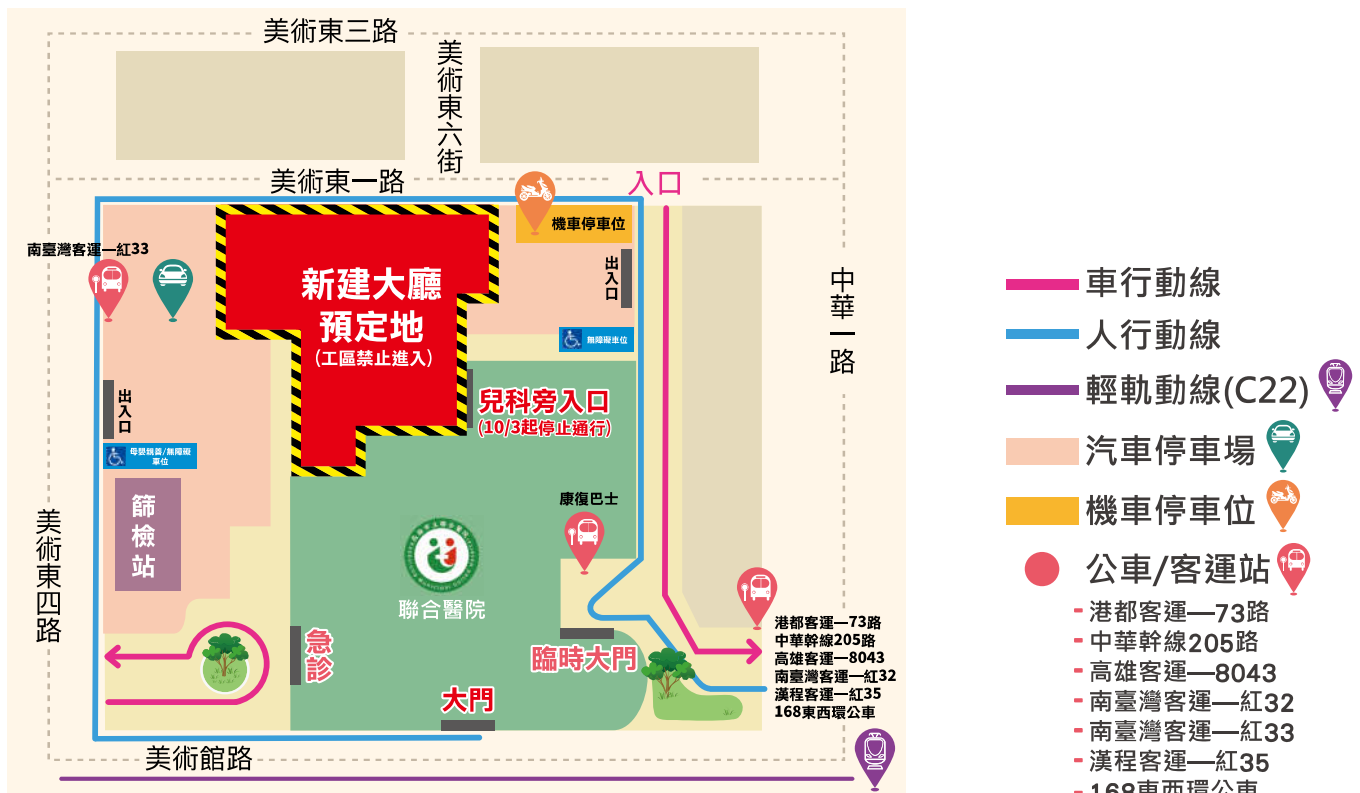 美術東三路
美術東六街
美術東一路
入口
機車停車位
南臺灣客運—紅33
出入口
新建大廳
預定地
(工區禁止進入)
無障礙車位
中華一路
兒科旁入口
(10/3起停止通行)
出入口
母嬰親善/無障礙
車位
篩檢站
康復巴士
美術東四路
聯合醫院
急診
臨時大門
大門
港都客運—73路
中華幹線205路
高雄客運—8043
南臺灣客運—紅32
漢程客運—紅35
168東西環公車
美術館路
車行動線
人行動線
輕軌動線(C22)
汽車停車場
機車停車位
公車/客運站
- 港都客運—73路
- 中華幹線205路
- 高雄客運—8043
- 南臺灣客運—紅32
- 南臺灣客運—紅33
- 漢程客運—紅35
- 168東西環公車